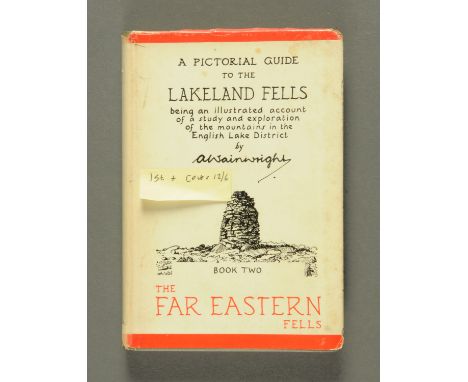 A PICTORIAL GUIDE
TO THE
LAKELAND FELLS
being an illustrated account
of a study and exploration
of the mountains in the
English Lake District
by
AWainwright
1st + Cover 12/6
BOOK TWO
THE
FAR EASTERN
FELLS